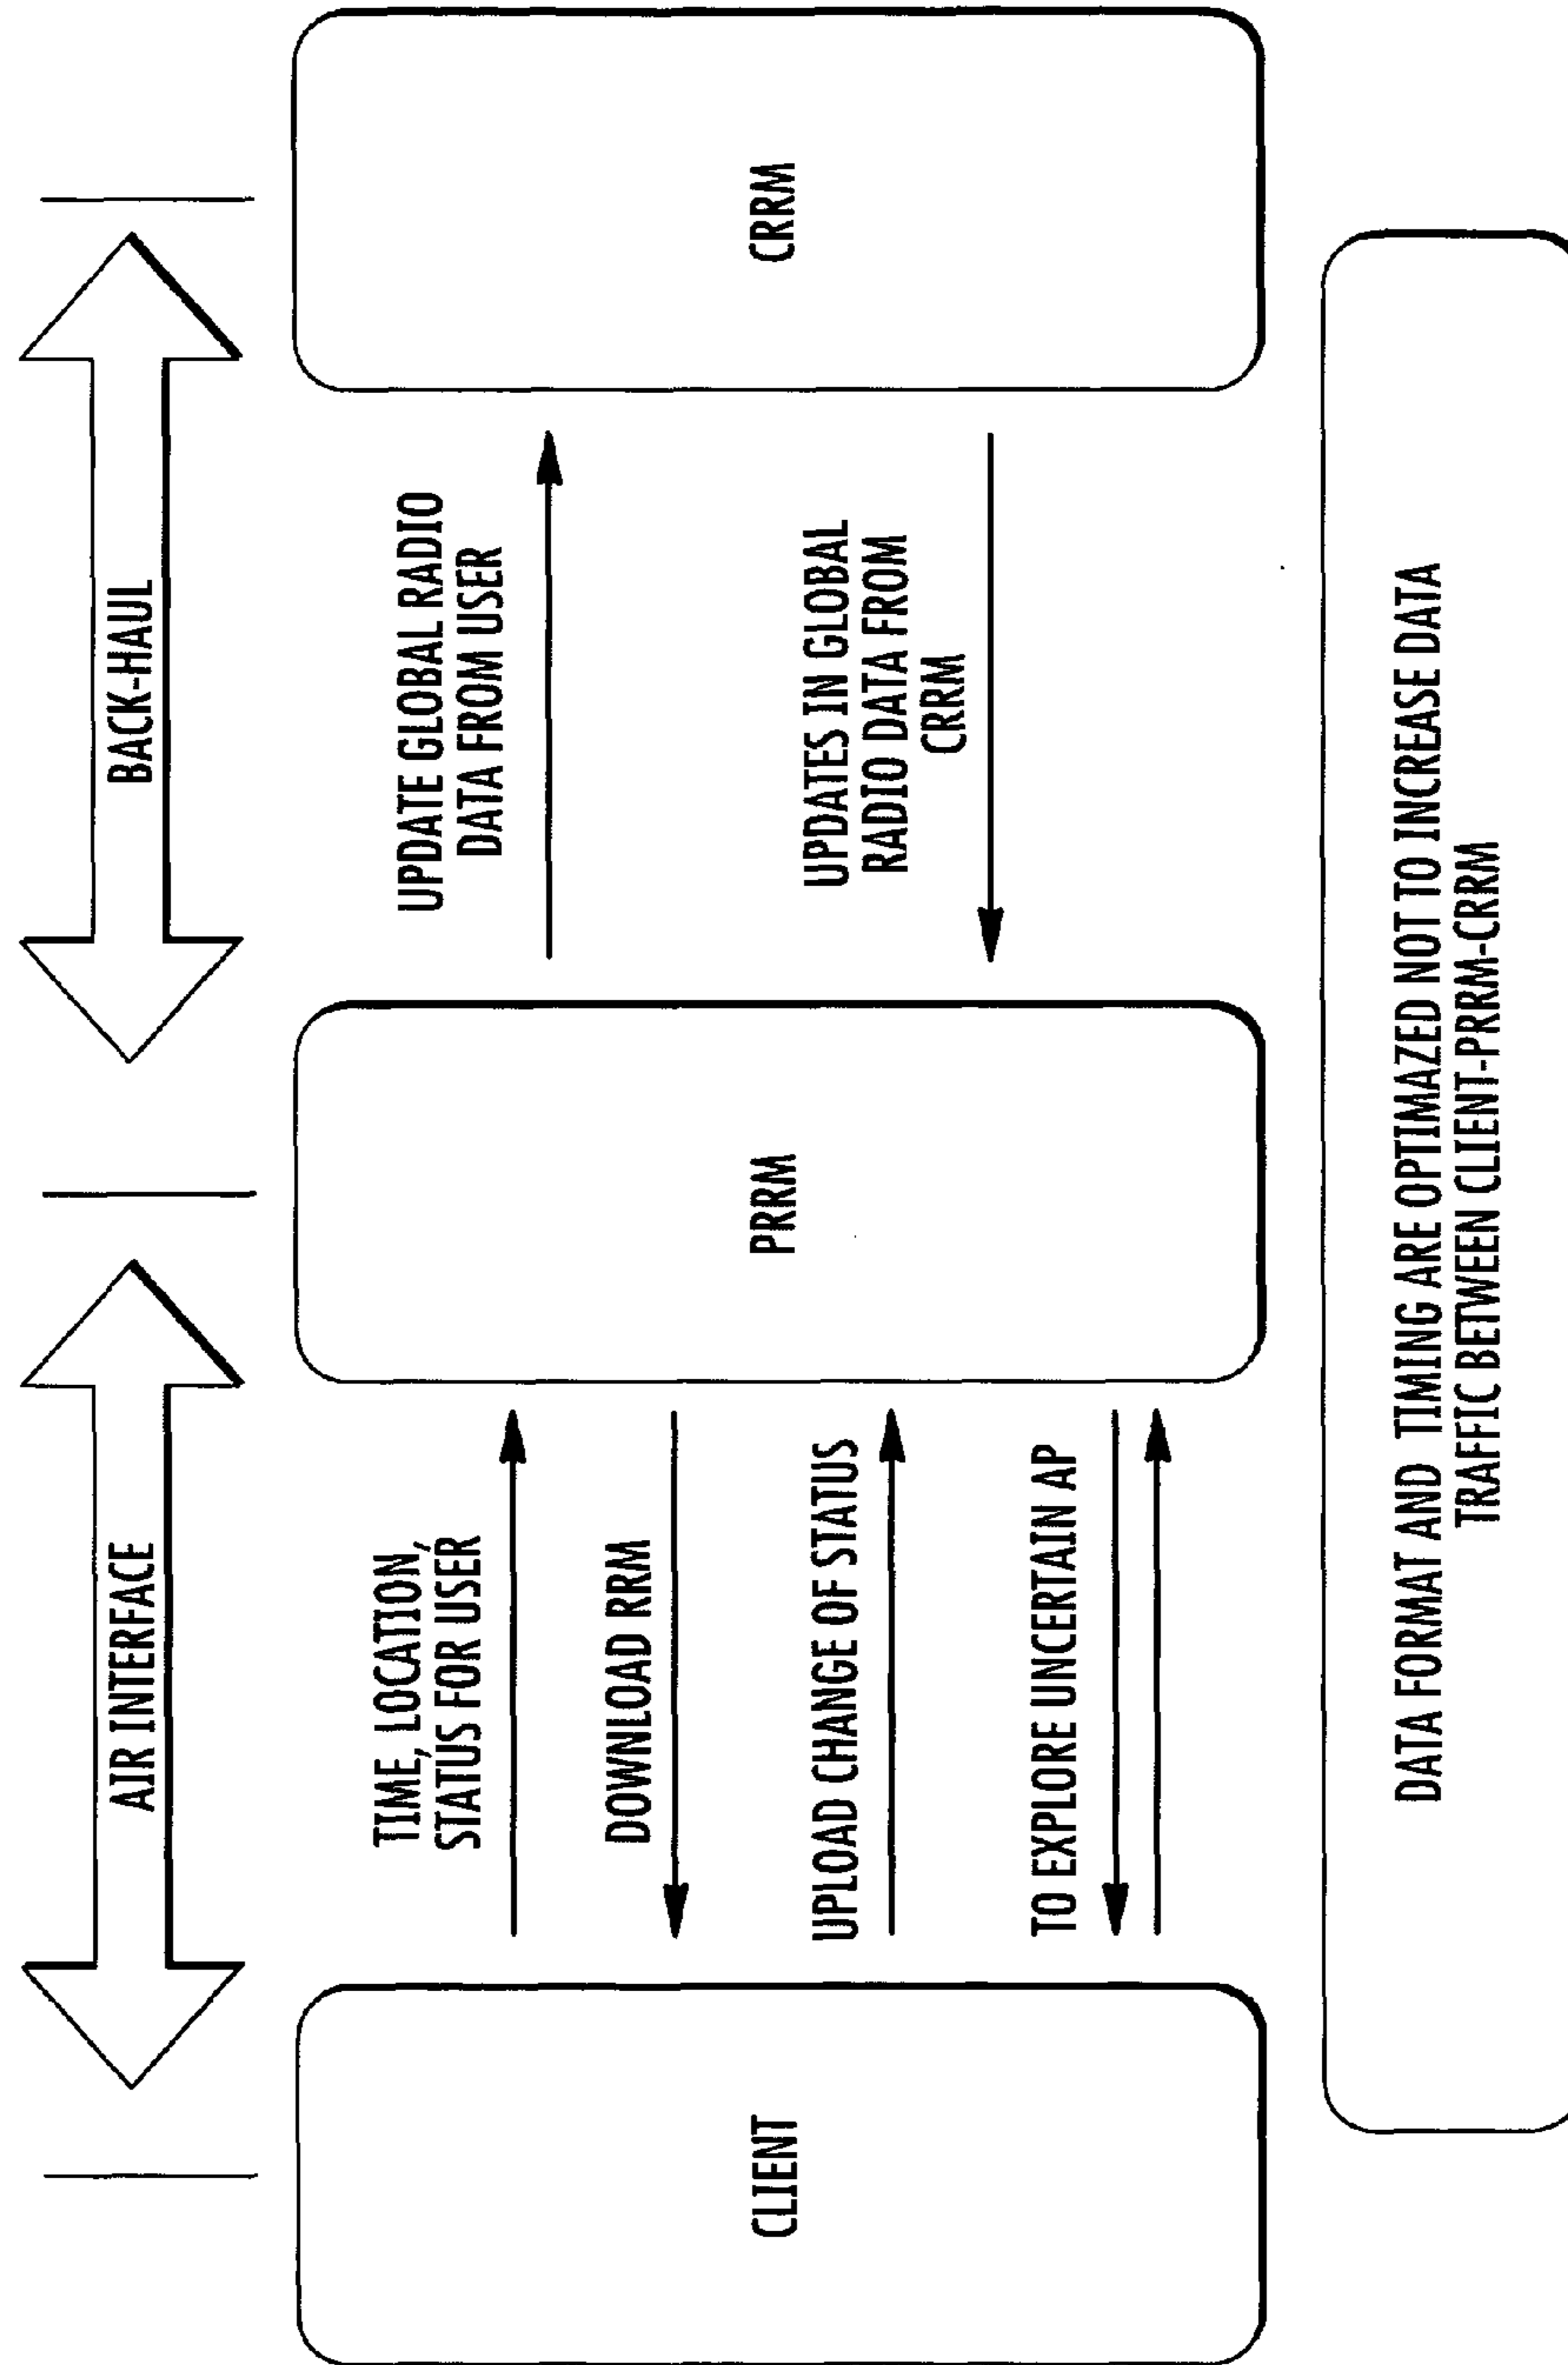 AIR INTERFACE
BACK-HAUL
CLIENT
TIME, LOCATION,
STATUS FOR USER
DOWNLOAD RRM
UPLOAD CHANGE OF STATUS
TO EXPLORE UNCERTAIN AP
PRRM
UPDATE GLOBAL RADIO
DATA FROM USER
UPDATES IN GLOBAL
RADIO DATA FROM
CRRM
CRRM
DATA FORMAT AND TIMING ARE OPTIMAZED NOT TO INCREASE DATA
TRAFFIC BETWEEN CLIENT-PRRM-CRRM